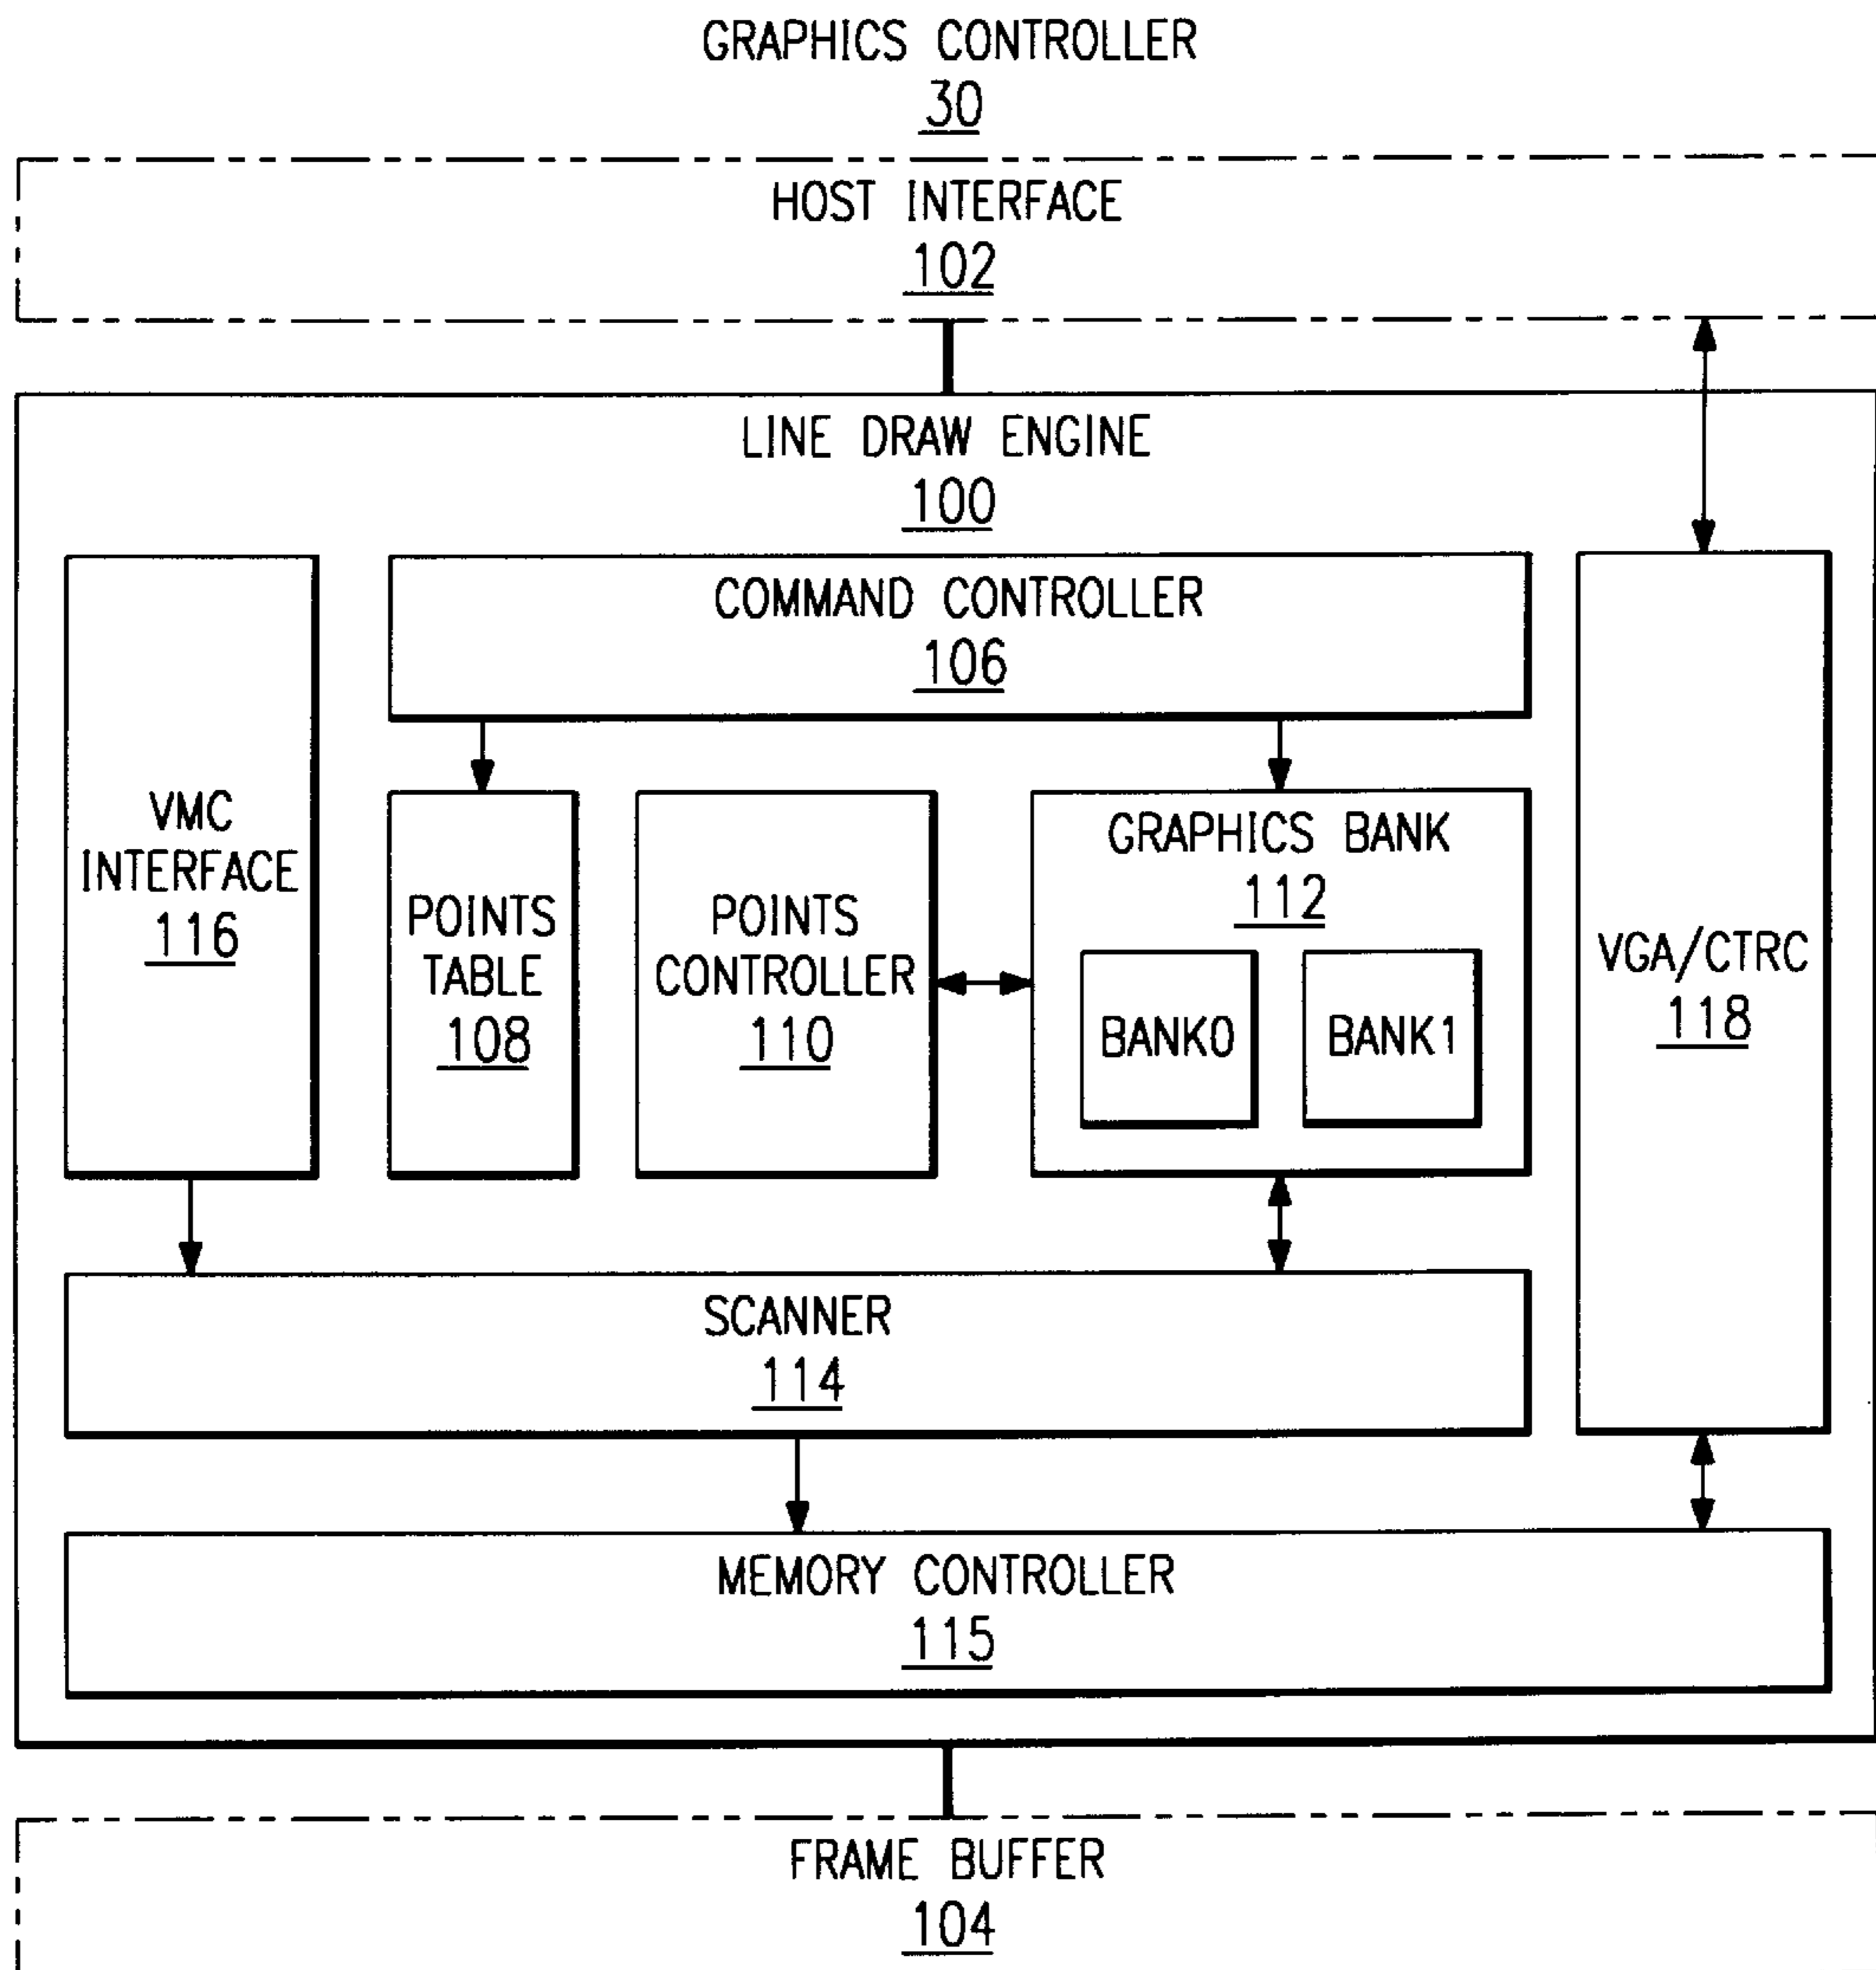 GRAPHICS CONTROLLER
30
HOST INTERFACE
102
LINE DRAW ENGINE
100
COMMAND CONTROLLER
106
VMC
INTERFACE
116
POINTS
TABLE
108
POINTS
CONTROLLER
110
GRAPHICS BANK
112
BANK0
BANK1
VGA/CTRC
118
SCANNER
114
MEMORY CONTROLLER
115
FRAME BUFFER
104